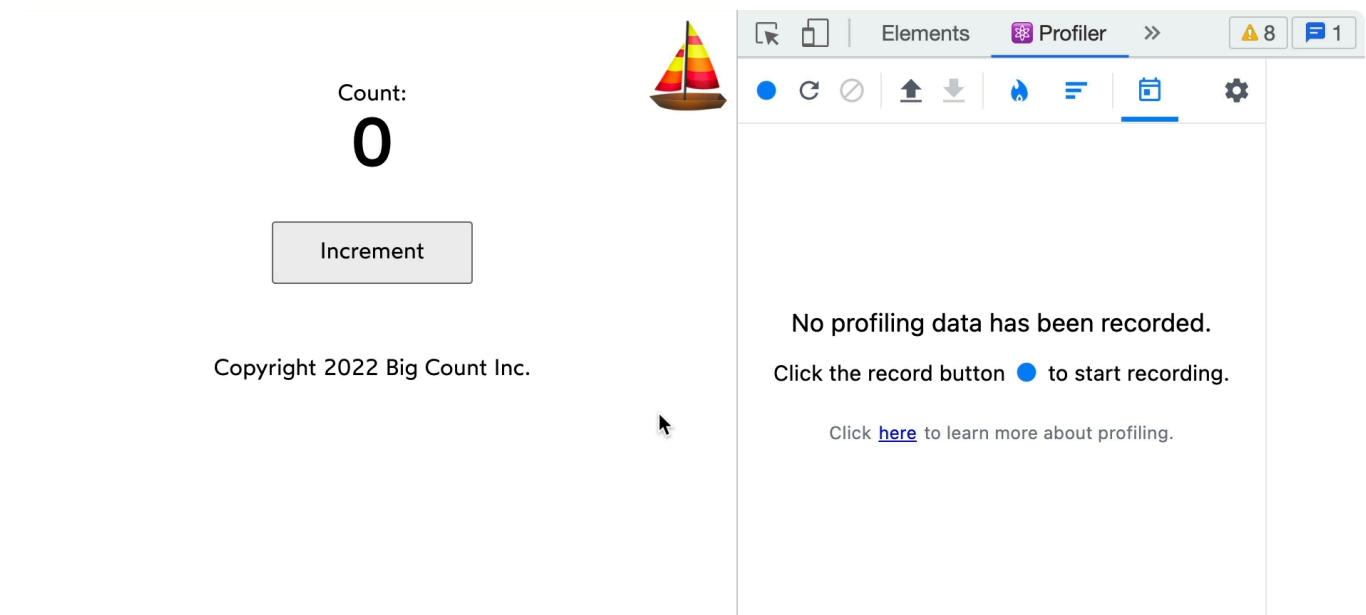 Count:
0
Increment
Copyright 2022 Big Count Inc.
Elements
Profiler
8
1
No profiling data has been recorded.
Click the record button to start recording.
Click here to learn more about profiling.